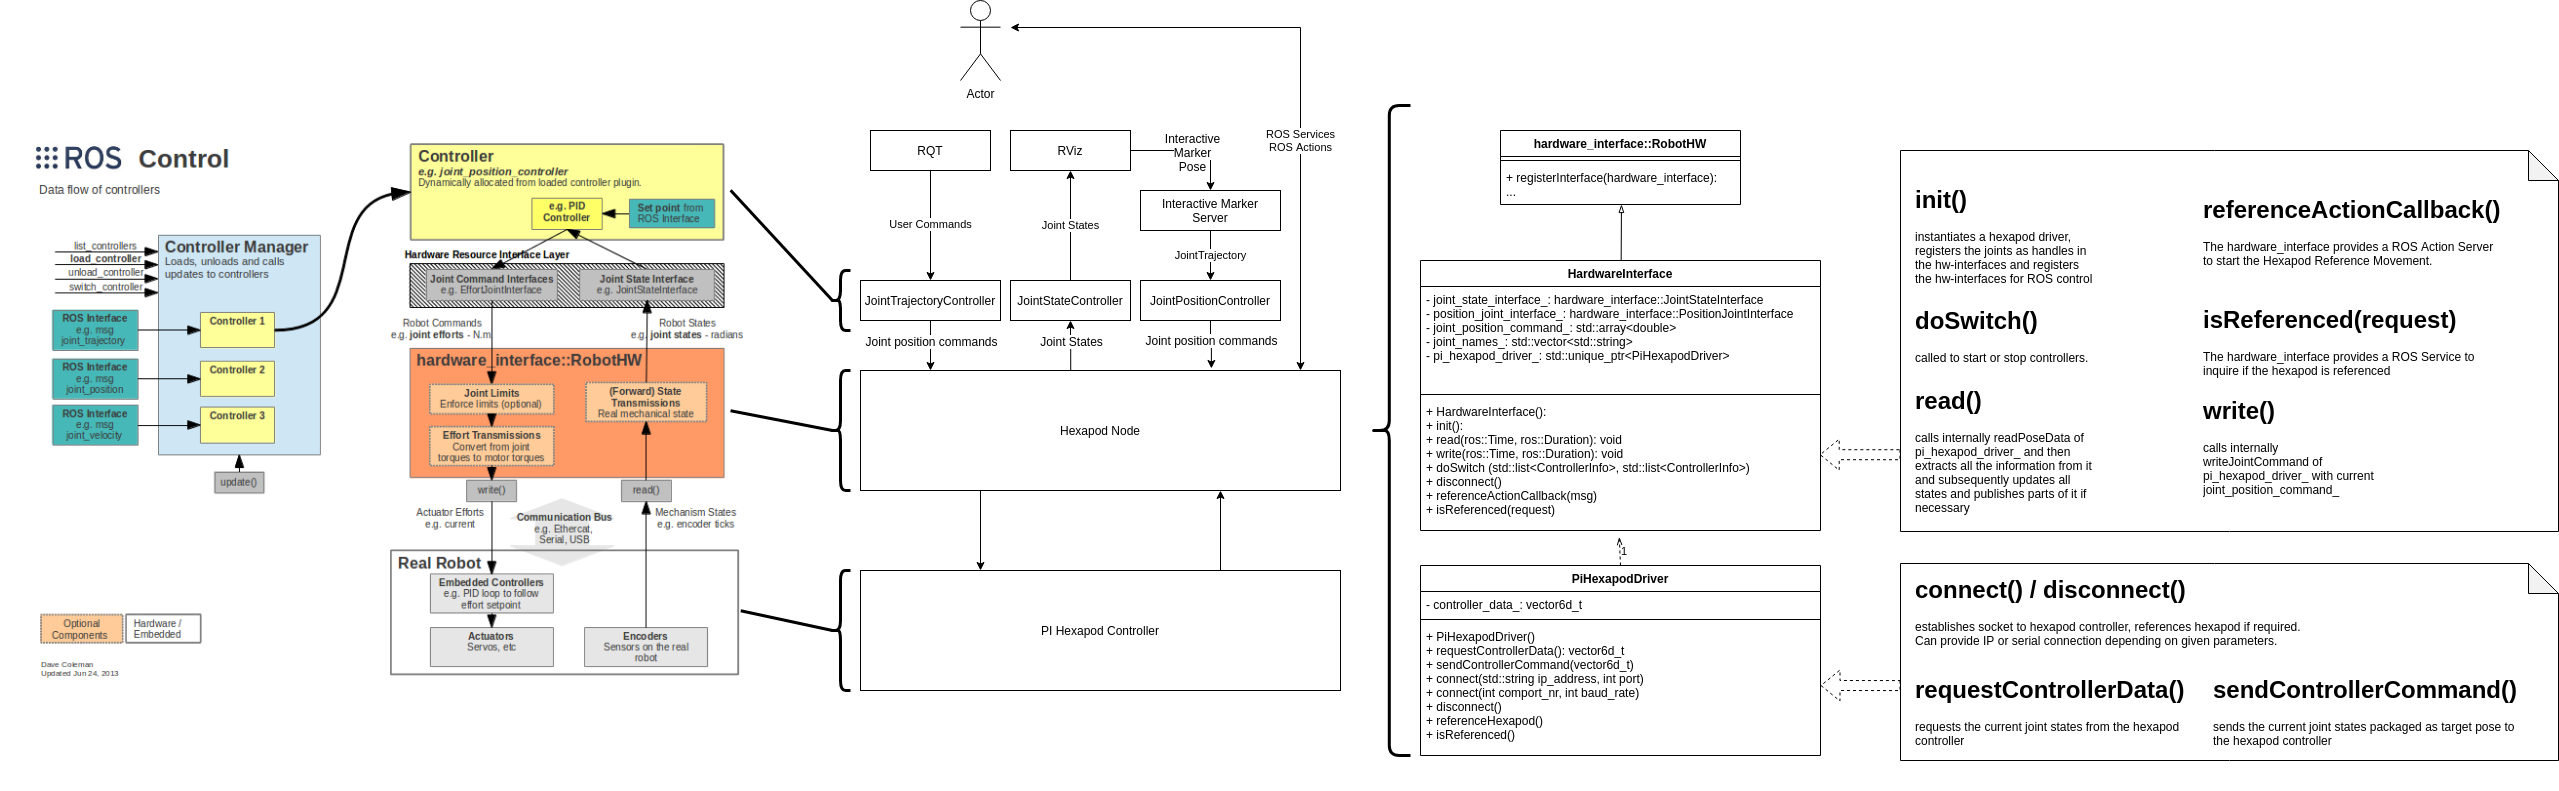 ROS Control
Data flow of controllers
list_controllers
load_controller
unload_controller
switch_controller
Controller Manager
Loads, unloads and calls
updates to controllers
ROS Interface
e.g. msg
joint_trajectory
Controller 1
ROS Interface
e.g. msg
joint_position
Controller 2
ROS Interface
e.g. msg
joint_velocity
Controller 3
update()
Optional
Components
Hardware /
Embedded
Dave Coleman
Updated Jun 24, 2013
Controller
e.g. joint_position_controller
Dynamically allocated from loaded controller plugin.
e.g. PID
Controller
Set point from
ROS Interface
Hardware Resource Interface Layer
Joint Command Interfaces
e.g. EffortJointInterface
Joint State Interface
e.g. JointStateInterface
Robot Commands
e.g. joint efforts - N.m
Robot States
e.g. joint states - radians
hardware_interface::RobotHW
Joint Limits
Enforce limits (optional)
(Forward) State
Transmissions
Real mechanical state
Effort Transmissions
Convert from joint
torques to motor torques
write()
read()
Actuator Efforts
e.g. current
Communication Bus
e.g. Ethercat,
Serial, USB
Mechanism States
e.g. encoder ticks
Real Robot
Embedded Controllers
e.g. PID loop to follow
effort setpoint
Actuators
Servos, etc
Encoders
Sensors on the real
robot
Actor
RQT
RViz
Interactive
Marker
Pose
ROS Services
ROS Actions
Interactive Marker
Server
User Commands
Joint States
JointTrajectory
JointTrajectoryController
JointStateController
JointPositionController
Joint position commands
Joint States
Joint position commands
Hexapod Node
PI Hexapod Controller
hardware_interface::RobotHW
+ registerInterface(hardware_interface):
...
HardwareInterface
- joint_state_interface_: hardware_interface::JointStateInterface
- position_joint_interface_: hardware_interface::PositionJointInterface
- joint_position_command_: std::array<double>
- joint_names_: std::vector<std::string>
- pi_hexapod_driver_: std::unique_ptr<PiHexapodDriver>
+ HardwareInterface():
+ init():
+ read(ros::Time, ros::Duration): void
+ write(ros::Time, ros::Duration): void
+ doSwitch (std::list<ControllerInfo>, std::list<ControllerInfo>)
+ disconnect()
+ referenceActionCallback(msg)
+ isReferenced(request)
1
PiHexapodDriver
- controller_data_: vector6d_t
+ PiHexapodDriver()
+ requestControllerData(): vector6d_t
+ sendControllerCommand(vector6d_t)
+ connect(std::string ip_address, int port)
+ connect(int comport_nr, int baud_rate)
+ disconnect()
+ referenceHexapod()
+ isReferenced()
init()
instantiates a hexapod driver,
registers the joints as handles in
the hw-interfaces and registers
the hw-interfaces for ROS control
doSwitch()
called to start or stop controllers.
read()
calls internally readPoseData of
pi_hexapod_driver_ and then
extracts all the information from it
and subsequently updates all
states and publishes parts of it if
necessary
referenceActionCallback()
The hardware_interface provides a ROS Action Server
to start the Hexapod Reference Movement.
isReferenced(request)
The hardware_interface provides a ROS Service to
inquire if the hexapod is referenced
write()
calls internally
writeJointCommand of
pi_hexapod_driver_ with current
joint_position_command_
connect() / disconnect()
establishes socket to hexapod controller, references hexapod if required.
Can provide IP or serial connection depending on given parameters.
requestControllerData()
requests the current joint states from the hexapod
controller
sendControllerCommand()
sends the current joint states packaged as target pose to
the hexapod controller